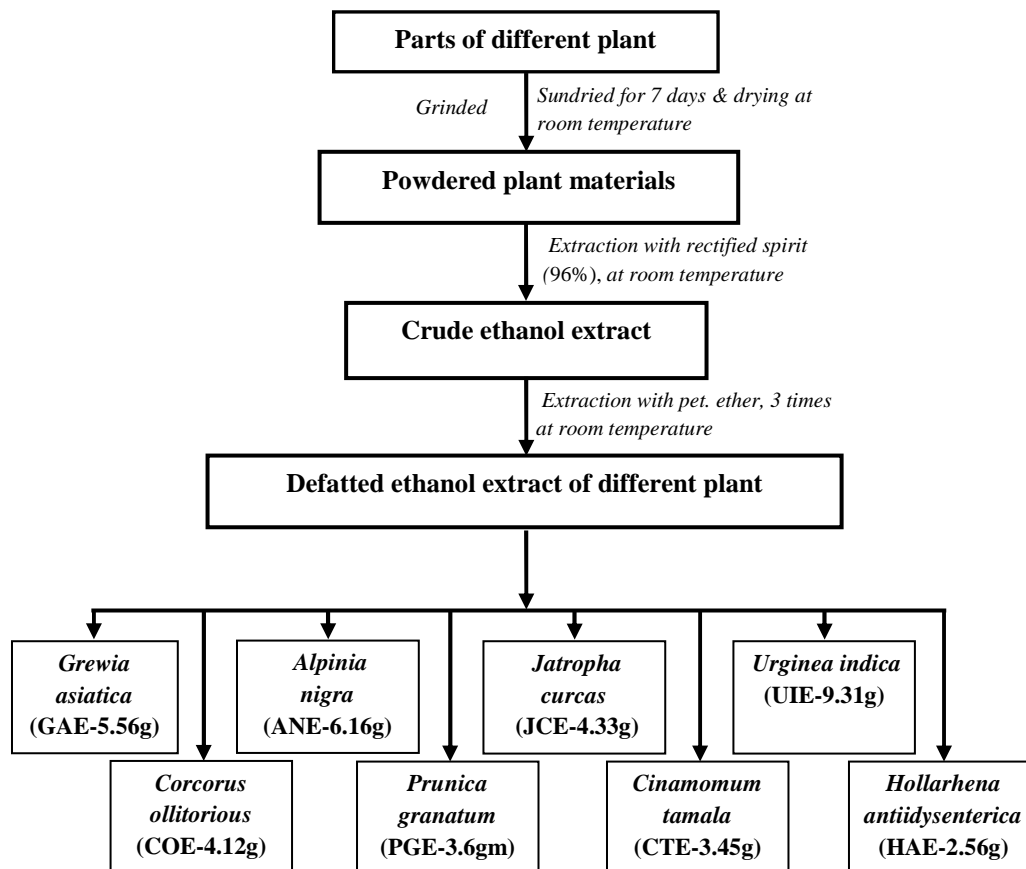 Parts of different plant
Grinded
Sundried for 7 days & drying at
room temperature
Powdered plant materials
Extraction with rectified spirit
(96%), at room temperature
Crude ethanol extract
Extraction with pet. ether, 3 times
at room temperature
Defatted ethanol extract of different plant
Grewia
asiatica
(GAE-5.56g)
Alpinia
nigra
(ANE-6.16g)
Jatropha
curcas
(JCE-4.33g)
Urginea indica
(UIE-9.31g)
Corcorus
ollitorious
(COE-4.12g)
Prunica
granatum
(PGE-3.6gm)
Cinamomum
tamala
(CTE-3.45g)
Hollarhena
antiidysenterica
(HAE-2.56g)